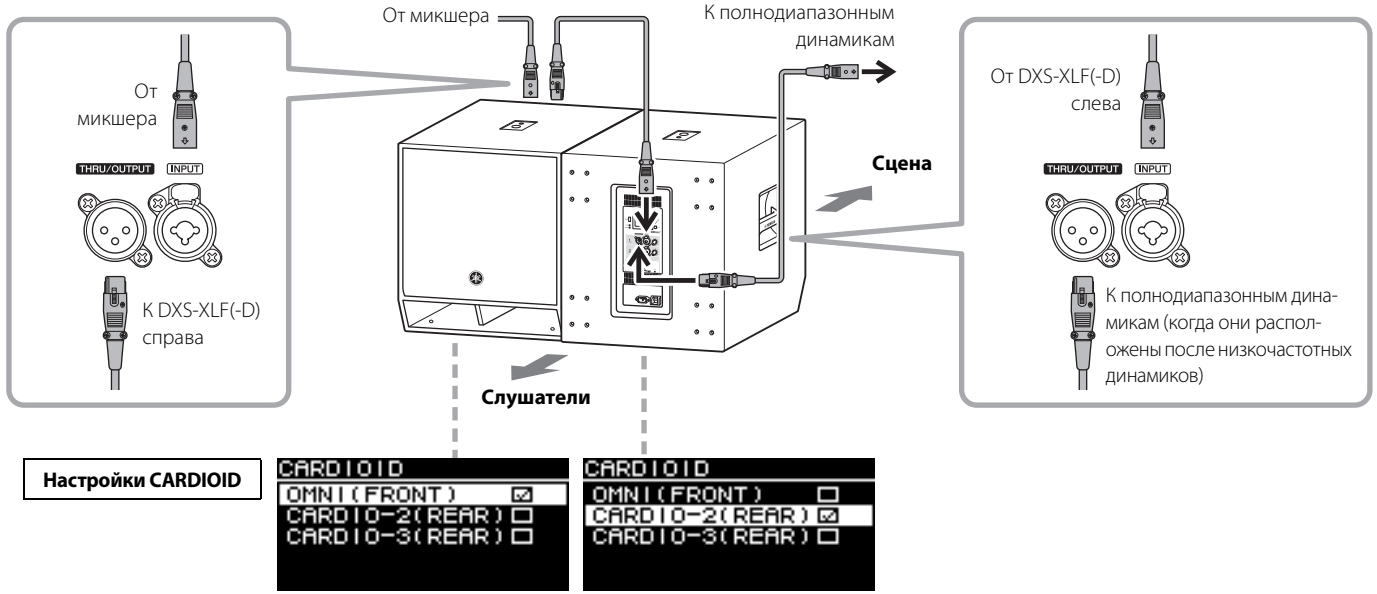 От микшера
К полнодиапазонным
динамикам
От
микшера
THRU/OUTPUT INPUT
К DXS-XLF(-D)
справа
Сцена
Слушатели
От DXS-XLF(-D)
слева
THRU/OUTPUT INPUT
К полнодиапазонным дина-
микам (когда они распол-
ожены после низкочастотных
динамиков)
Настройки CARDIOID
CARDIOID
OMNI(FRONT)
CARDIO-2(REAR)
CARDIO-3(REAR)
CARDIOID
OMNI(FRONT)
CARDIO-2(REAR)
CARDIO-3(REAR)